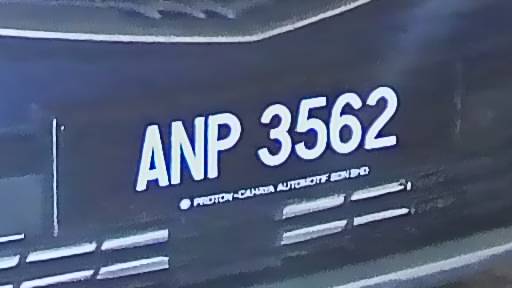 ANP 3562
PROTON - CAHAYA AUTOMOTIF SDN BHD